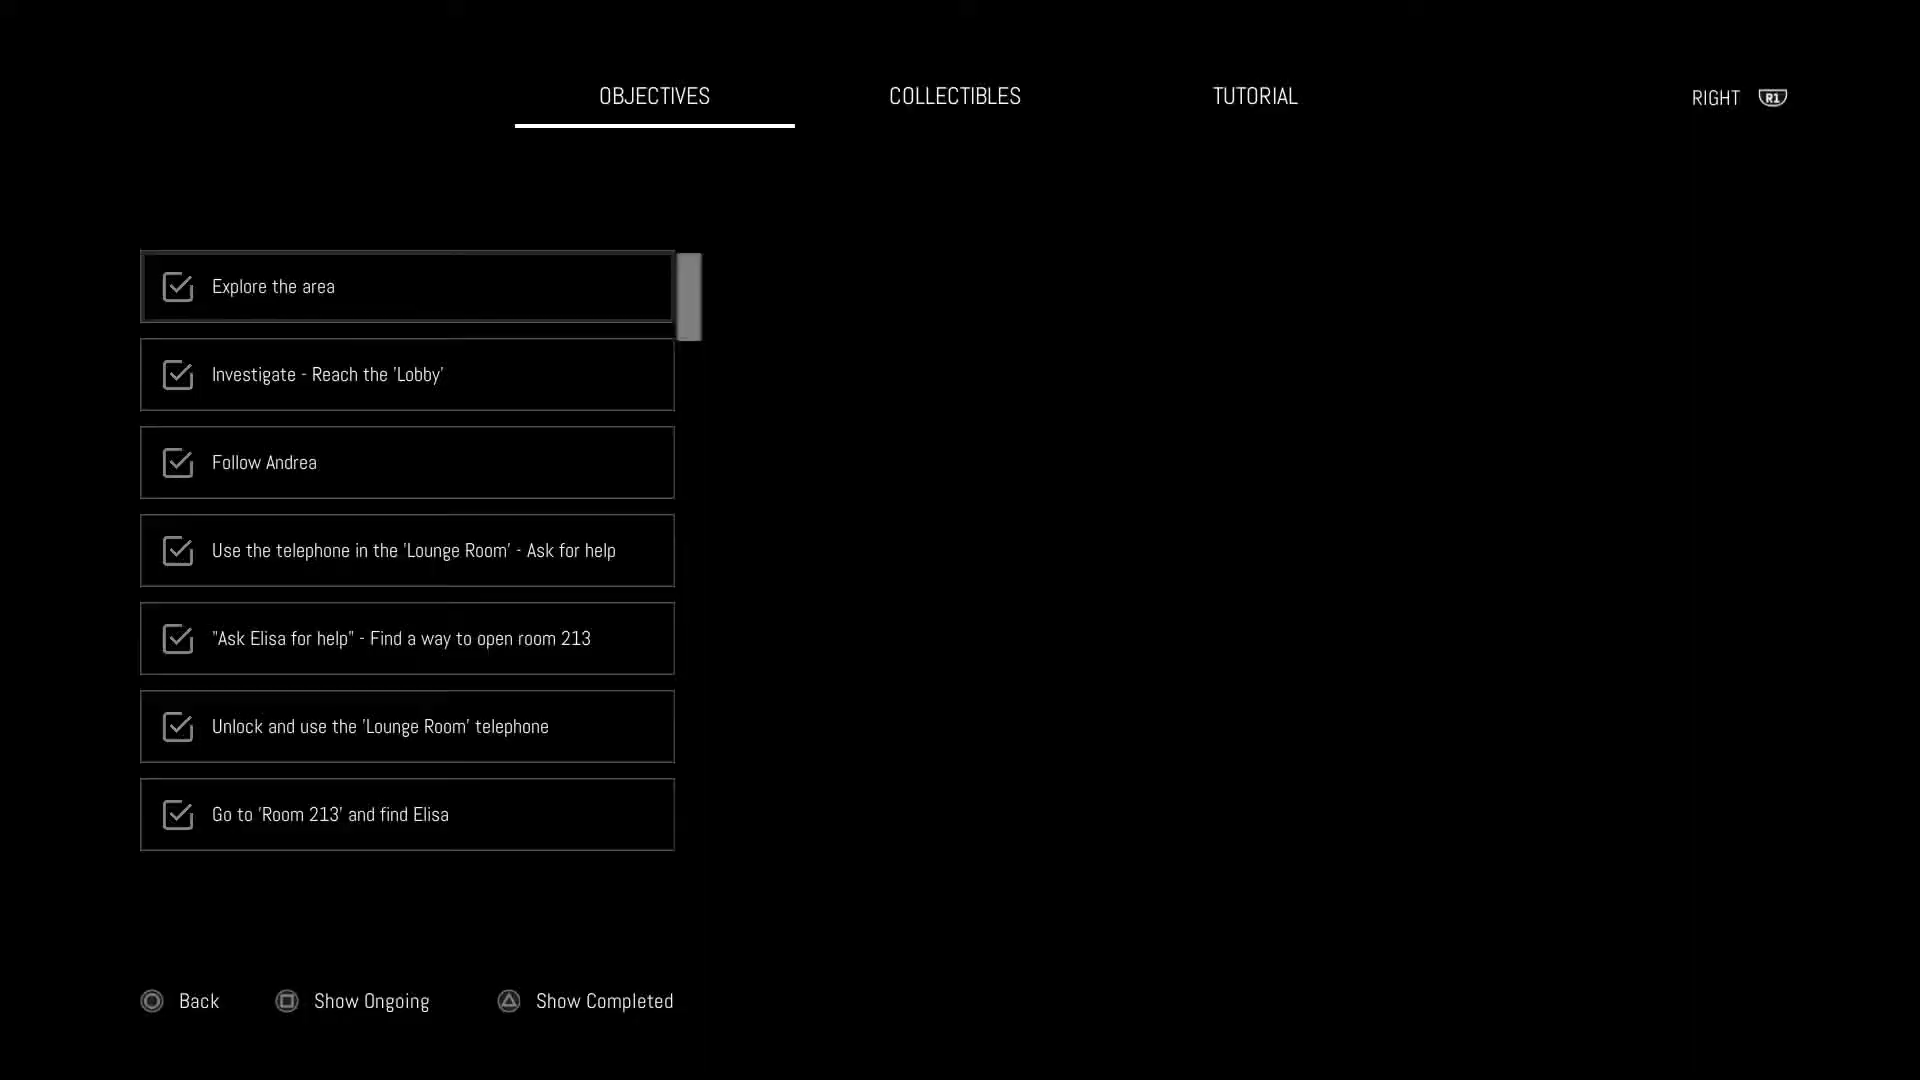 OBJECTIVES
COLLECTIBLES
TUTORIAL
RIGHT R1
Explore the area
Investigate - Reach the 'Lobby'
Follow Andrea
Use the telephone in the 'Lounge Room' - Ask for help
"Ask Elisa for help" - Find a way to open room 213
Unlock and use the 'Lounge Room' telephone
Go to 'Room 213' and find Elisa
Back
Show Ongoing
Show Completed